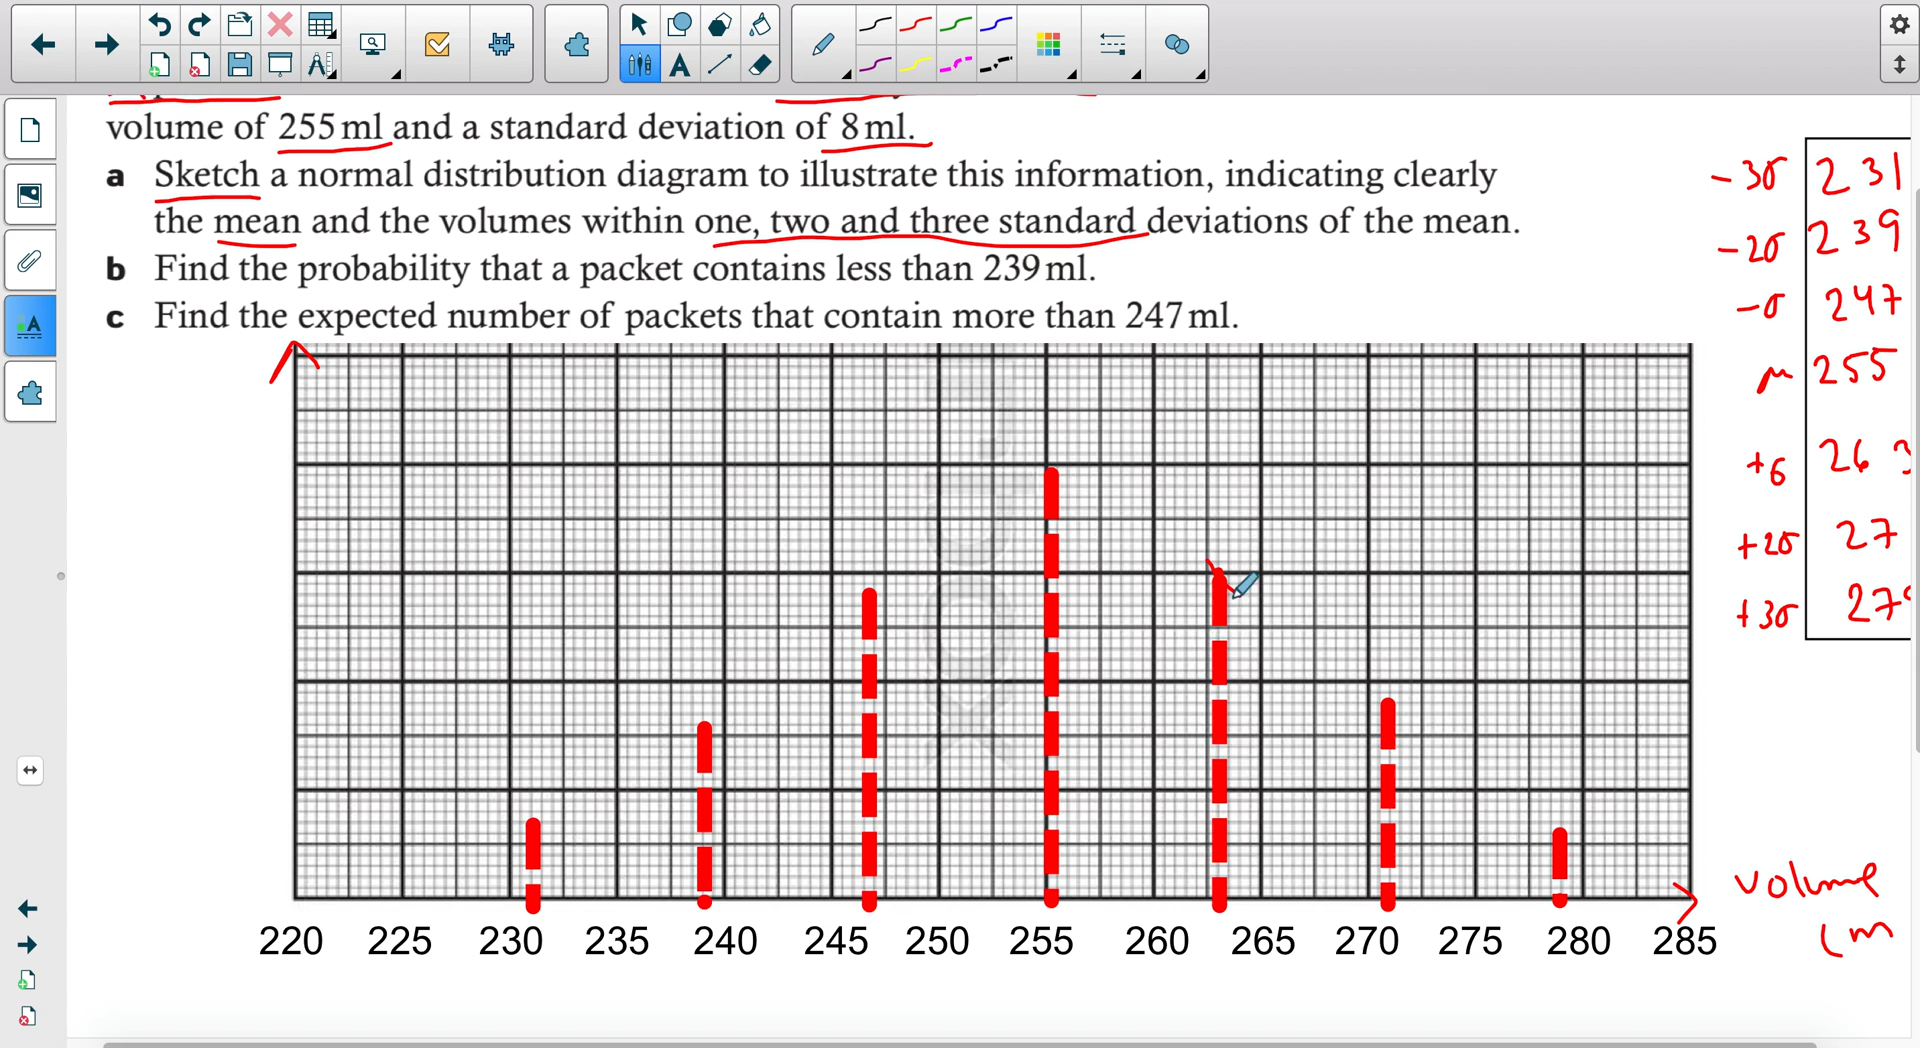 volume of 255 ml and a standard deviation of 8 ml.
a Sketch a normal distribution diagram to illustrate this information, indicating clearly
the mean and the volumes within one, two and three standard deviations of the mean.
b Find the probability that a packet contains less than 239 ml.
c Find the expected number of packets that contain more than 247 ml.
-3σ 231
-2σ 239
-σ 247
μ 255
+σ 263
+2σ 27
+3σ 279
volume
(m
220 225 230 235 240 245 250 255 260 265 270 275 280 285